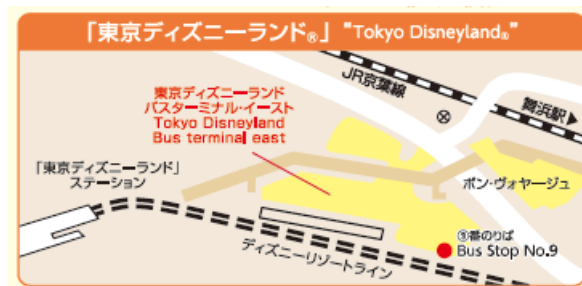 「東京ディズニーランド®」 "Tokyo Disneyland®"
東京ディズニーランド
バスターミナル・イースト
Tokyo Disneyland
Bus terminal east
JR京葉線
舞浜駅▶
「東京ディズニーランド」
ステーション
ボン・ヴォヤージュ
⑨番のりば
Bus Stop No.9
ディズニーリゾートライン